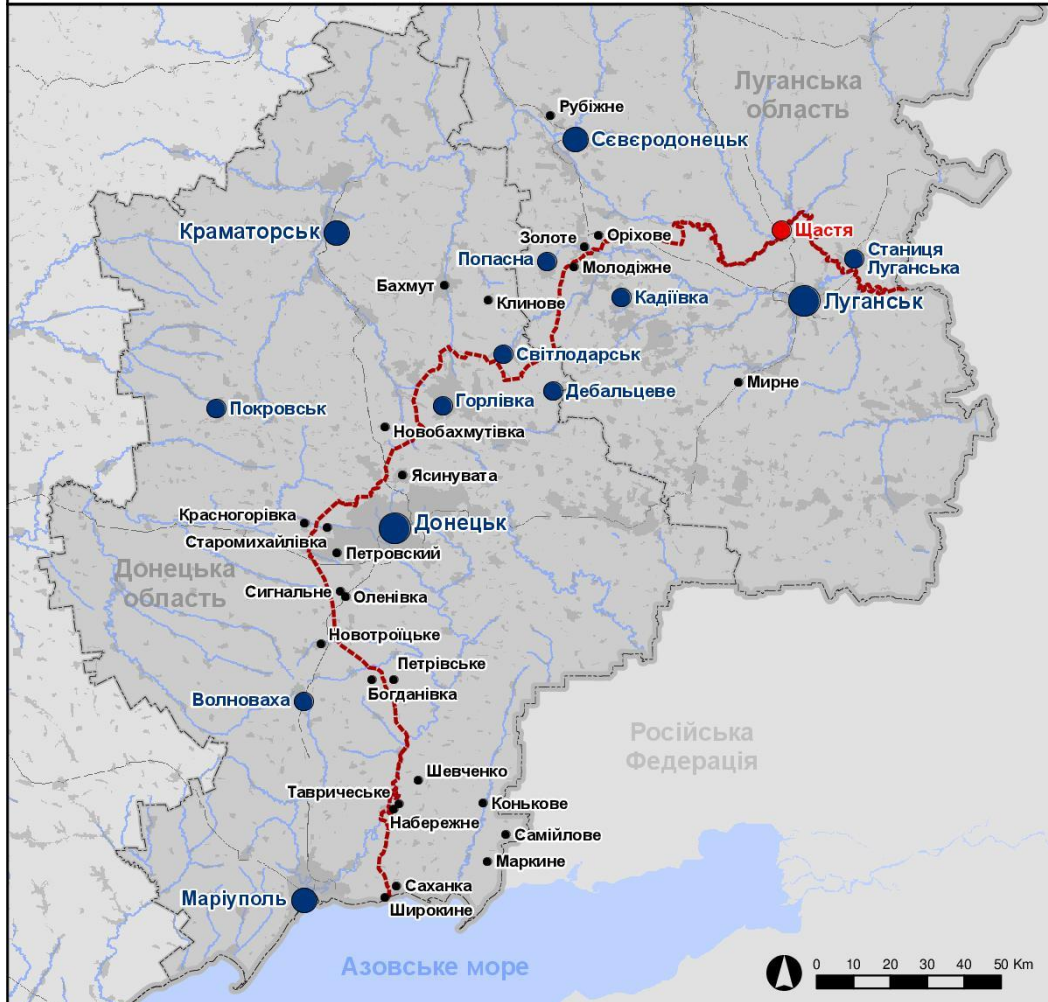 Луганська
область
Рубіжне
Сєвєродонецьк
Краматорськ
Щастя
Оріхове
Золоте
Станиця
Луганська
Попасна
Молодіжне
Бахмут
Клинове
Кадіївка
Луганськ
Світлодарськ
Мирне
Дебальцеве
Горлівка
Покровськ
Новобахмутівка
Ясинувата
Красногорівка
Донецьк
Старомихайлівка
Петровский
Донецька
область
Сигнальне
Оленівка
Новотроїцьке
Петрівське
Богданівка
Волноваха
Російська
Федерація
Шевченко
Тавричеське
Конькове
Набережне
Самійлове
Маркине
Саханка
Маріуполь
Широкине
Азовське море
0 10 20 30 40 50 Km